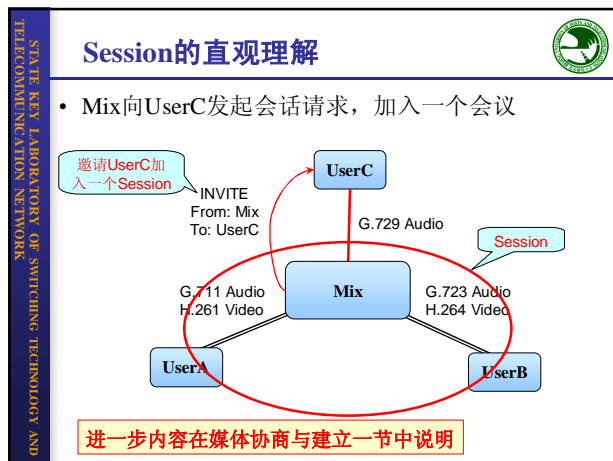 STATE KEY LABORATORY OF SWITCHING TECHNOLOGY AND
TELECOMMUNICATION NETWORK
Session的直观理解
• Mix向UserC发起会话请求，加入一个会议
邀请UserC加
入一个Session
UserC
INVITE
From: Mix
To: UserC
G.729 Audio
Session
G.711 Audio
H.261 Video
Mix
G.723 Audio
H.264 Video
UserA
UserB
进一步内容在媒体协商与建立一节中说明